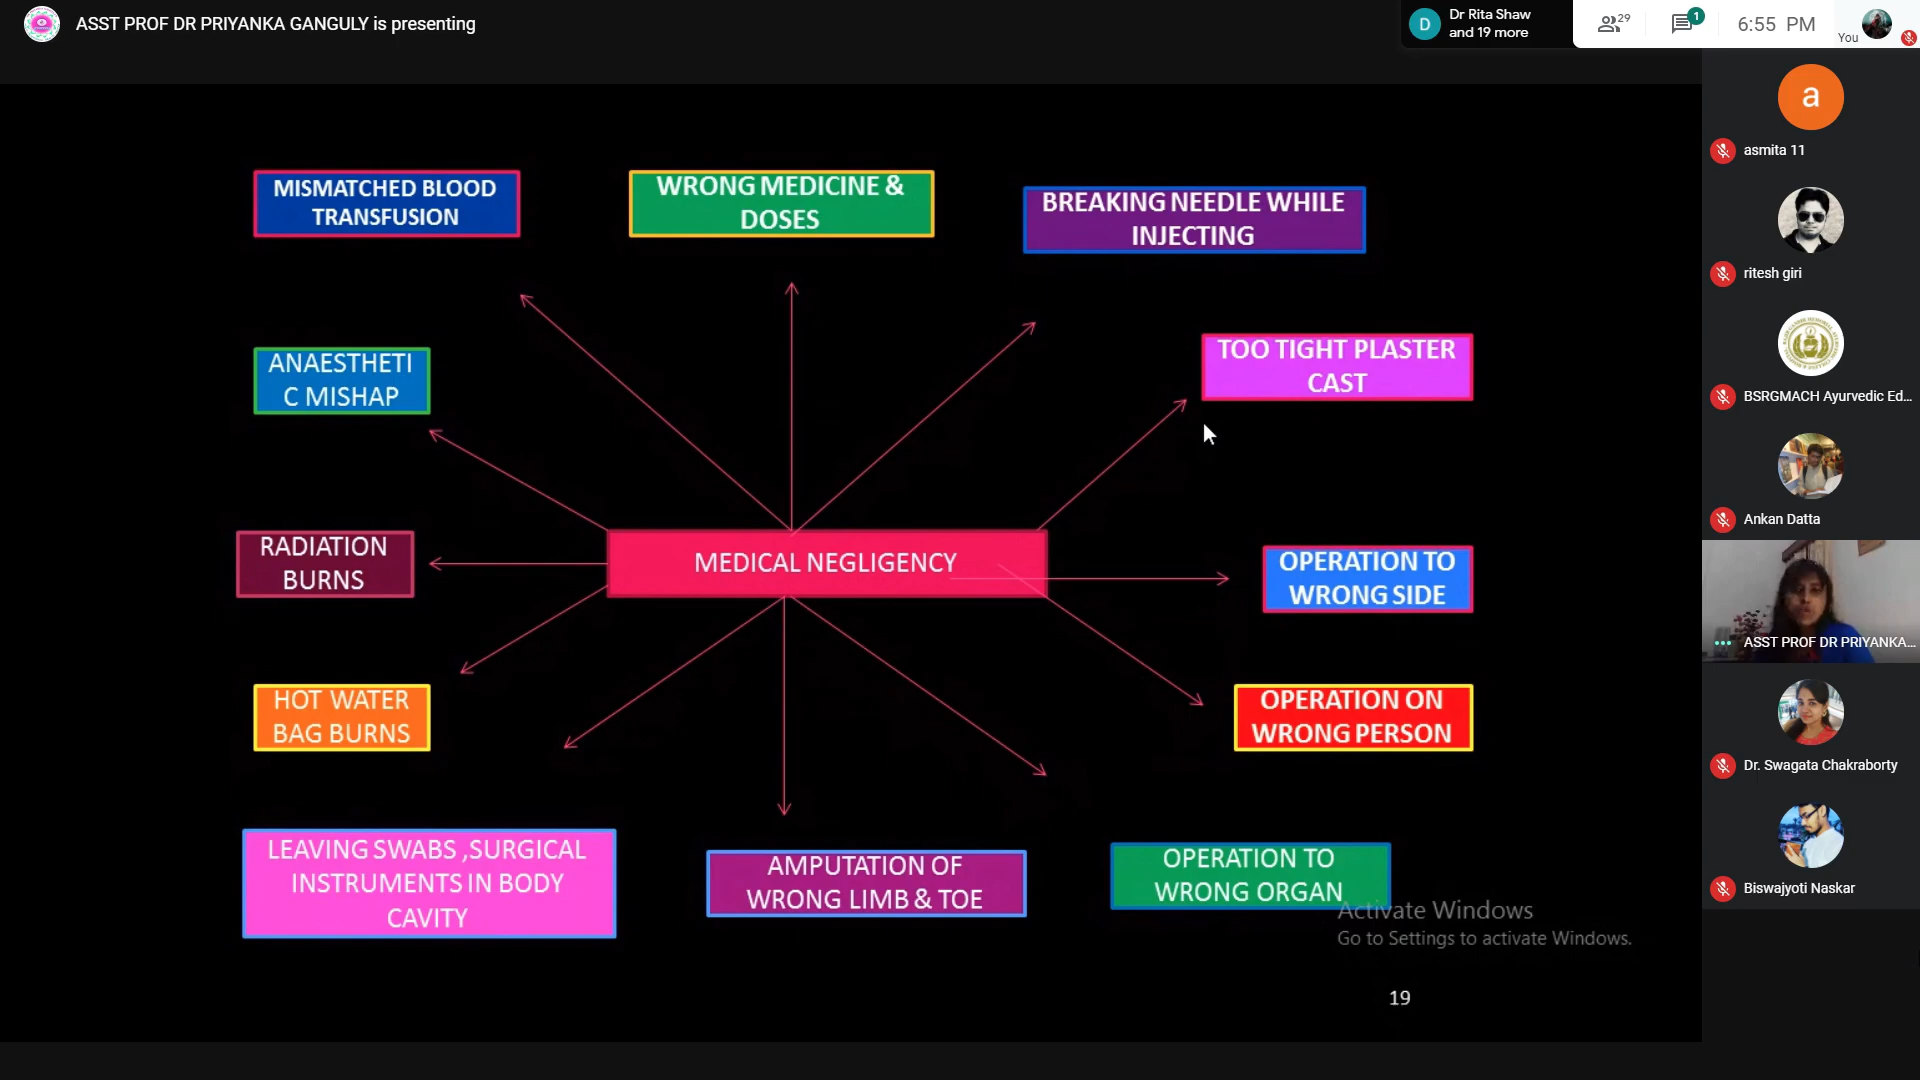 ASST PROF DR PRIYANKA GANGULY is presenting
Dr Rita Shaw
and 19 more
29
1
6:55 PM
You
D
MISMATCHED BLOOD
TRANSFUSION
WRONG MEDICINE &
DOSES
BREAKING NEEDLE WHILE
INJECTING
ANAESTHETI
C MISHAP
TOO TIGHT PLASTER
CAST
RADIATION
BURNS
MEDICAL NEGLIGENCY
OPERATION TO
WRONG SIDE
HOT WATER
BAG BURNS
OPERATION ON
WRONG PERSON
LEAVING SWABS ,SURGICAL
INSTRUMENTS IN BODY
CAVITY
AMPUTATION OF
WRONG LIMB & TOE
OPERATION TO
WRONG ORGAN
Activate Windows
Go to Settings to activate Windows.
19
a
asmita 11
ritesh giri
BSRGMACH Ayurvedic Ed...
Ankan Datta
ASST PROF DR PRIYANKA...
Dr. Swagata Chakraborty
Biswajyoti Naskar